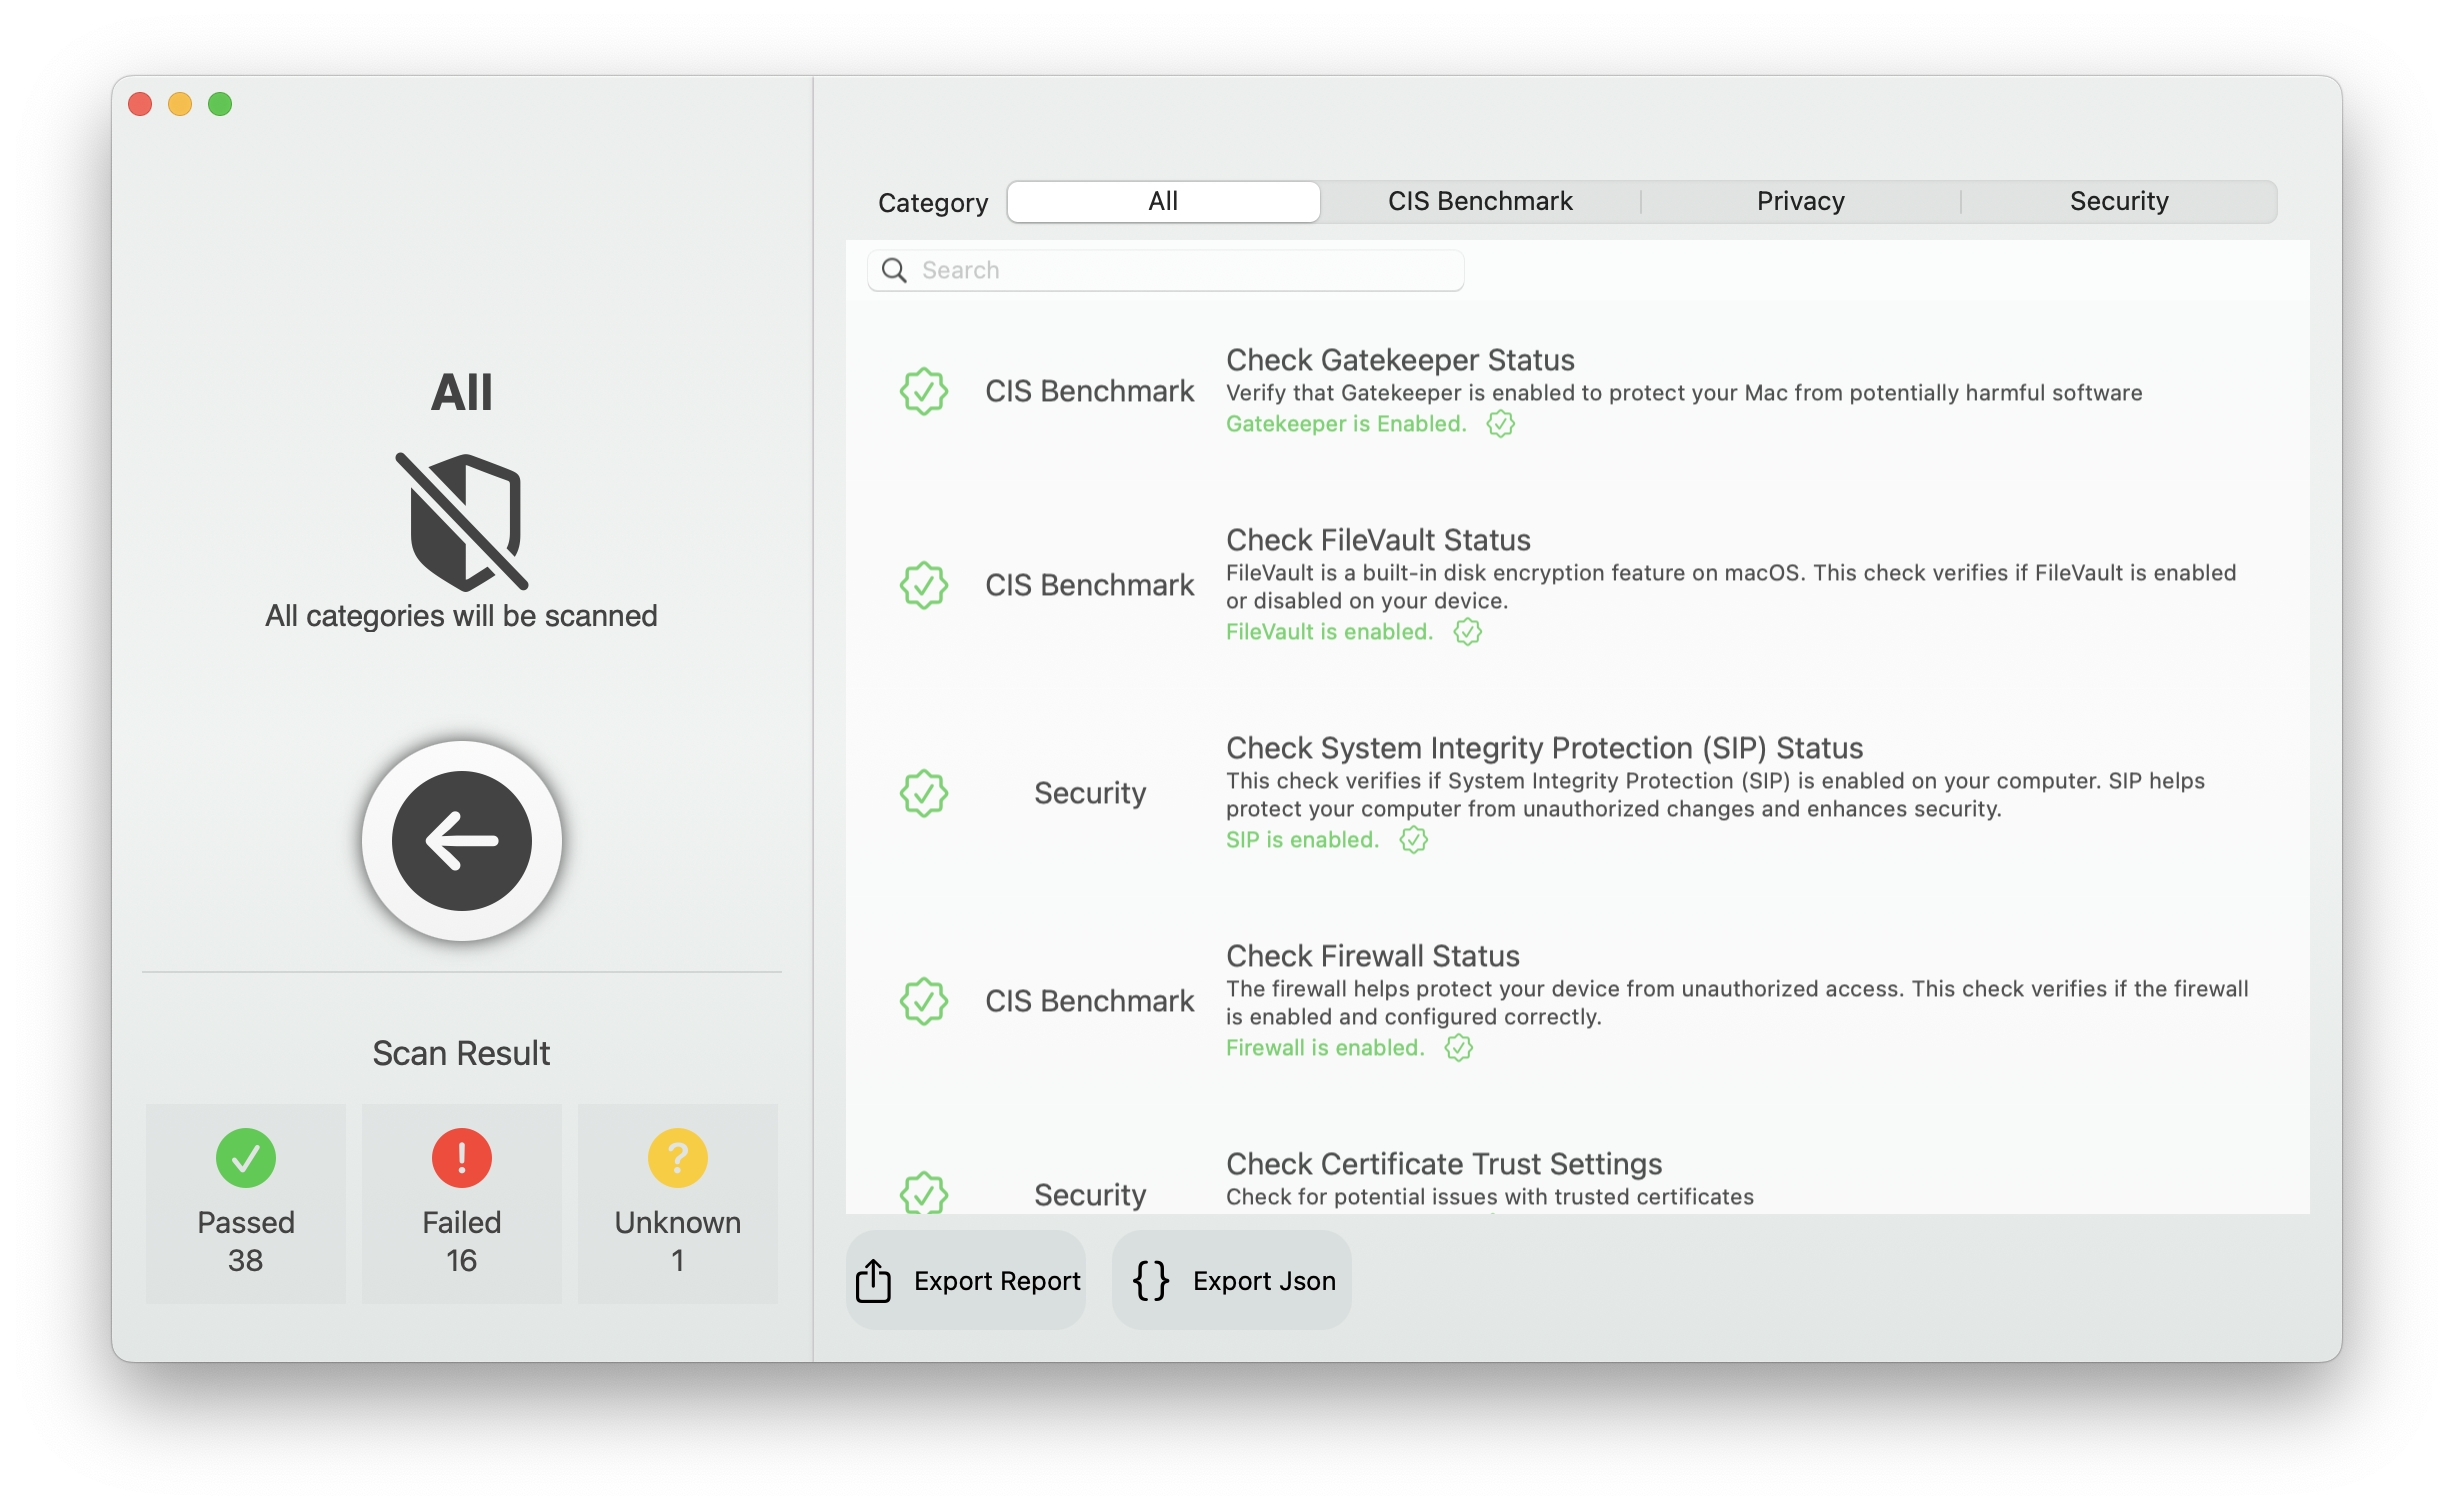 All
All categories will be scanned
Scan Result
Passed
38
Failed
16
Unknown
1
Category
All
CIS Benchmark
Privacy
Security
Search
CIS Benchmark
Check Gatekeeper Status
Verify that Gatekeeper is enabled to protect your Mac from potentially harmful software
Gatekeeper is Enabled.
CIS Benchmark
Check FileVault Status
FileVault is a built-in disk encryption feature on macOS. This check verifies if FileVault is enabled
or disabled on your device.
FileVault is enabled.
Security
Check System Integrity Protection (SIP) Status
This check verifies if System Integrity Protection (SIP) is enabled on your computer. SIP helps
protect your computer from unauthorized changes and enhances security.
SIP is enabled.
CIS Benchmark
Check Firewall Status
The firewall helps protect your device from unauthorized access. This check verifies if the firewall
is enabled and configured correctly.
Firewall is enabled.
Security
Check Certificate Trust Settings
Check for potential issues with trusted certificates
Export Report
{} Export Json